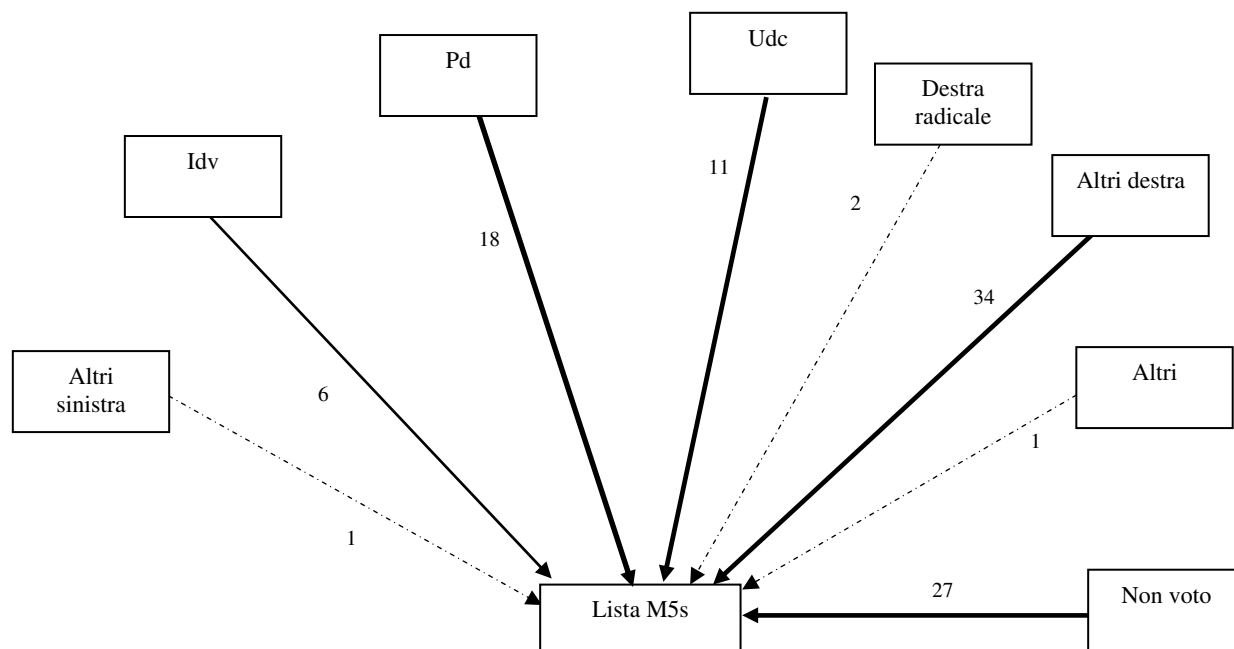 Udc
Pd
Destra
radicale
Idv
11
Altri destra
2
18
34
Altri
sinistra
6
Altri
1
1
27
Lista M5s
Non voto